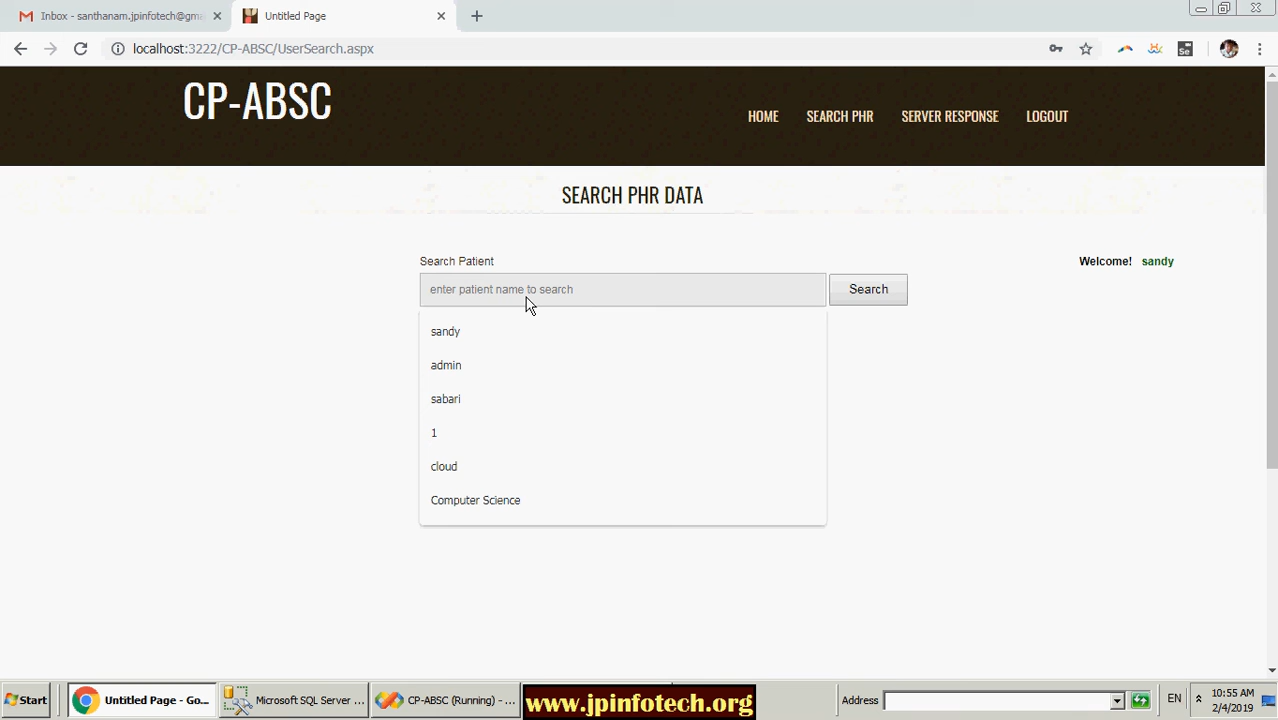 Inbox - santhanam.jpinfotech@gma
Untitled Page
localhost:3222/CP-ABSC/UserSearch.aspx
Se
CP-ABSC
HOME
SEARCH PHR
SERVER RESPONSE
LOGOUT
SEARCH PHR DATA
Search Patient
Welcome! sandy
enter patient name to search
Search
sandy
admin
sabari
1
cloud
Computer Science
Start
Untitled Page - Go...
Microsoft SQL Server ...
CP-ABSC (Running) - ...
www.jpinfotech.org
Address
EN
10:55 AM
2/4/2019